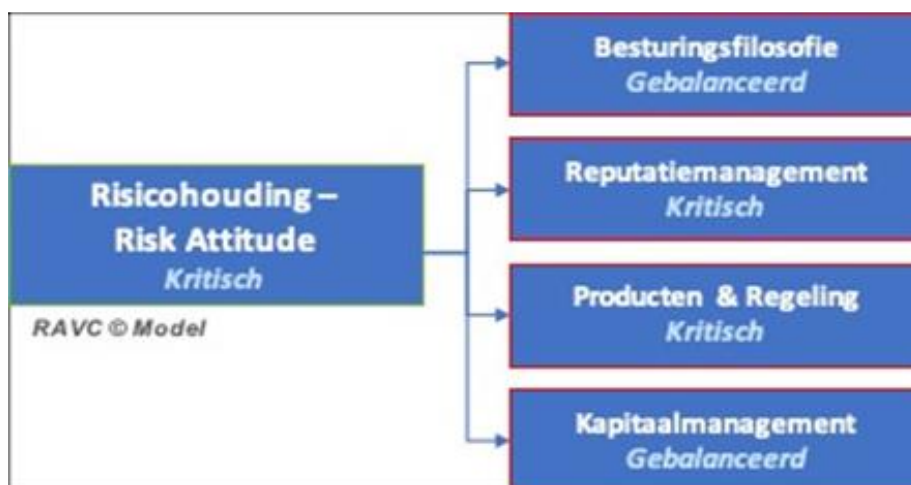 Risicohouding –
Risk Attitude
Kritisch
RAVC © Model
Besturingsfilosofie
Gebalanceerd
Reputatiemanagement
Kritisch
Producten & Regeling
Kritisch
Kapitaalmanagement
Gebalanceerd